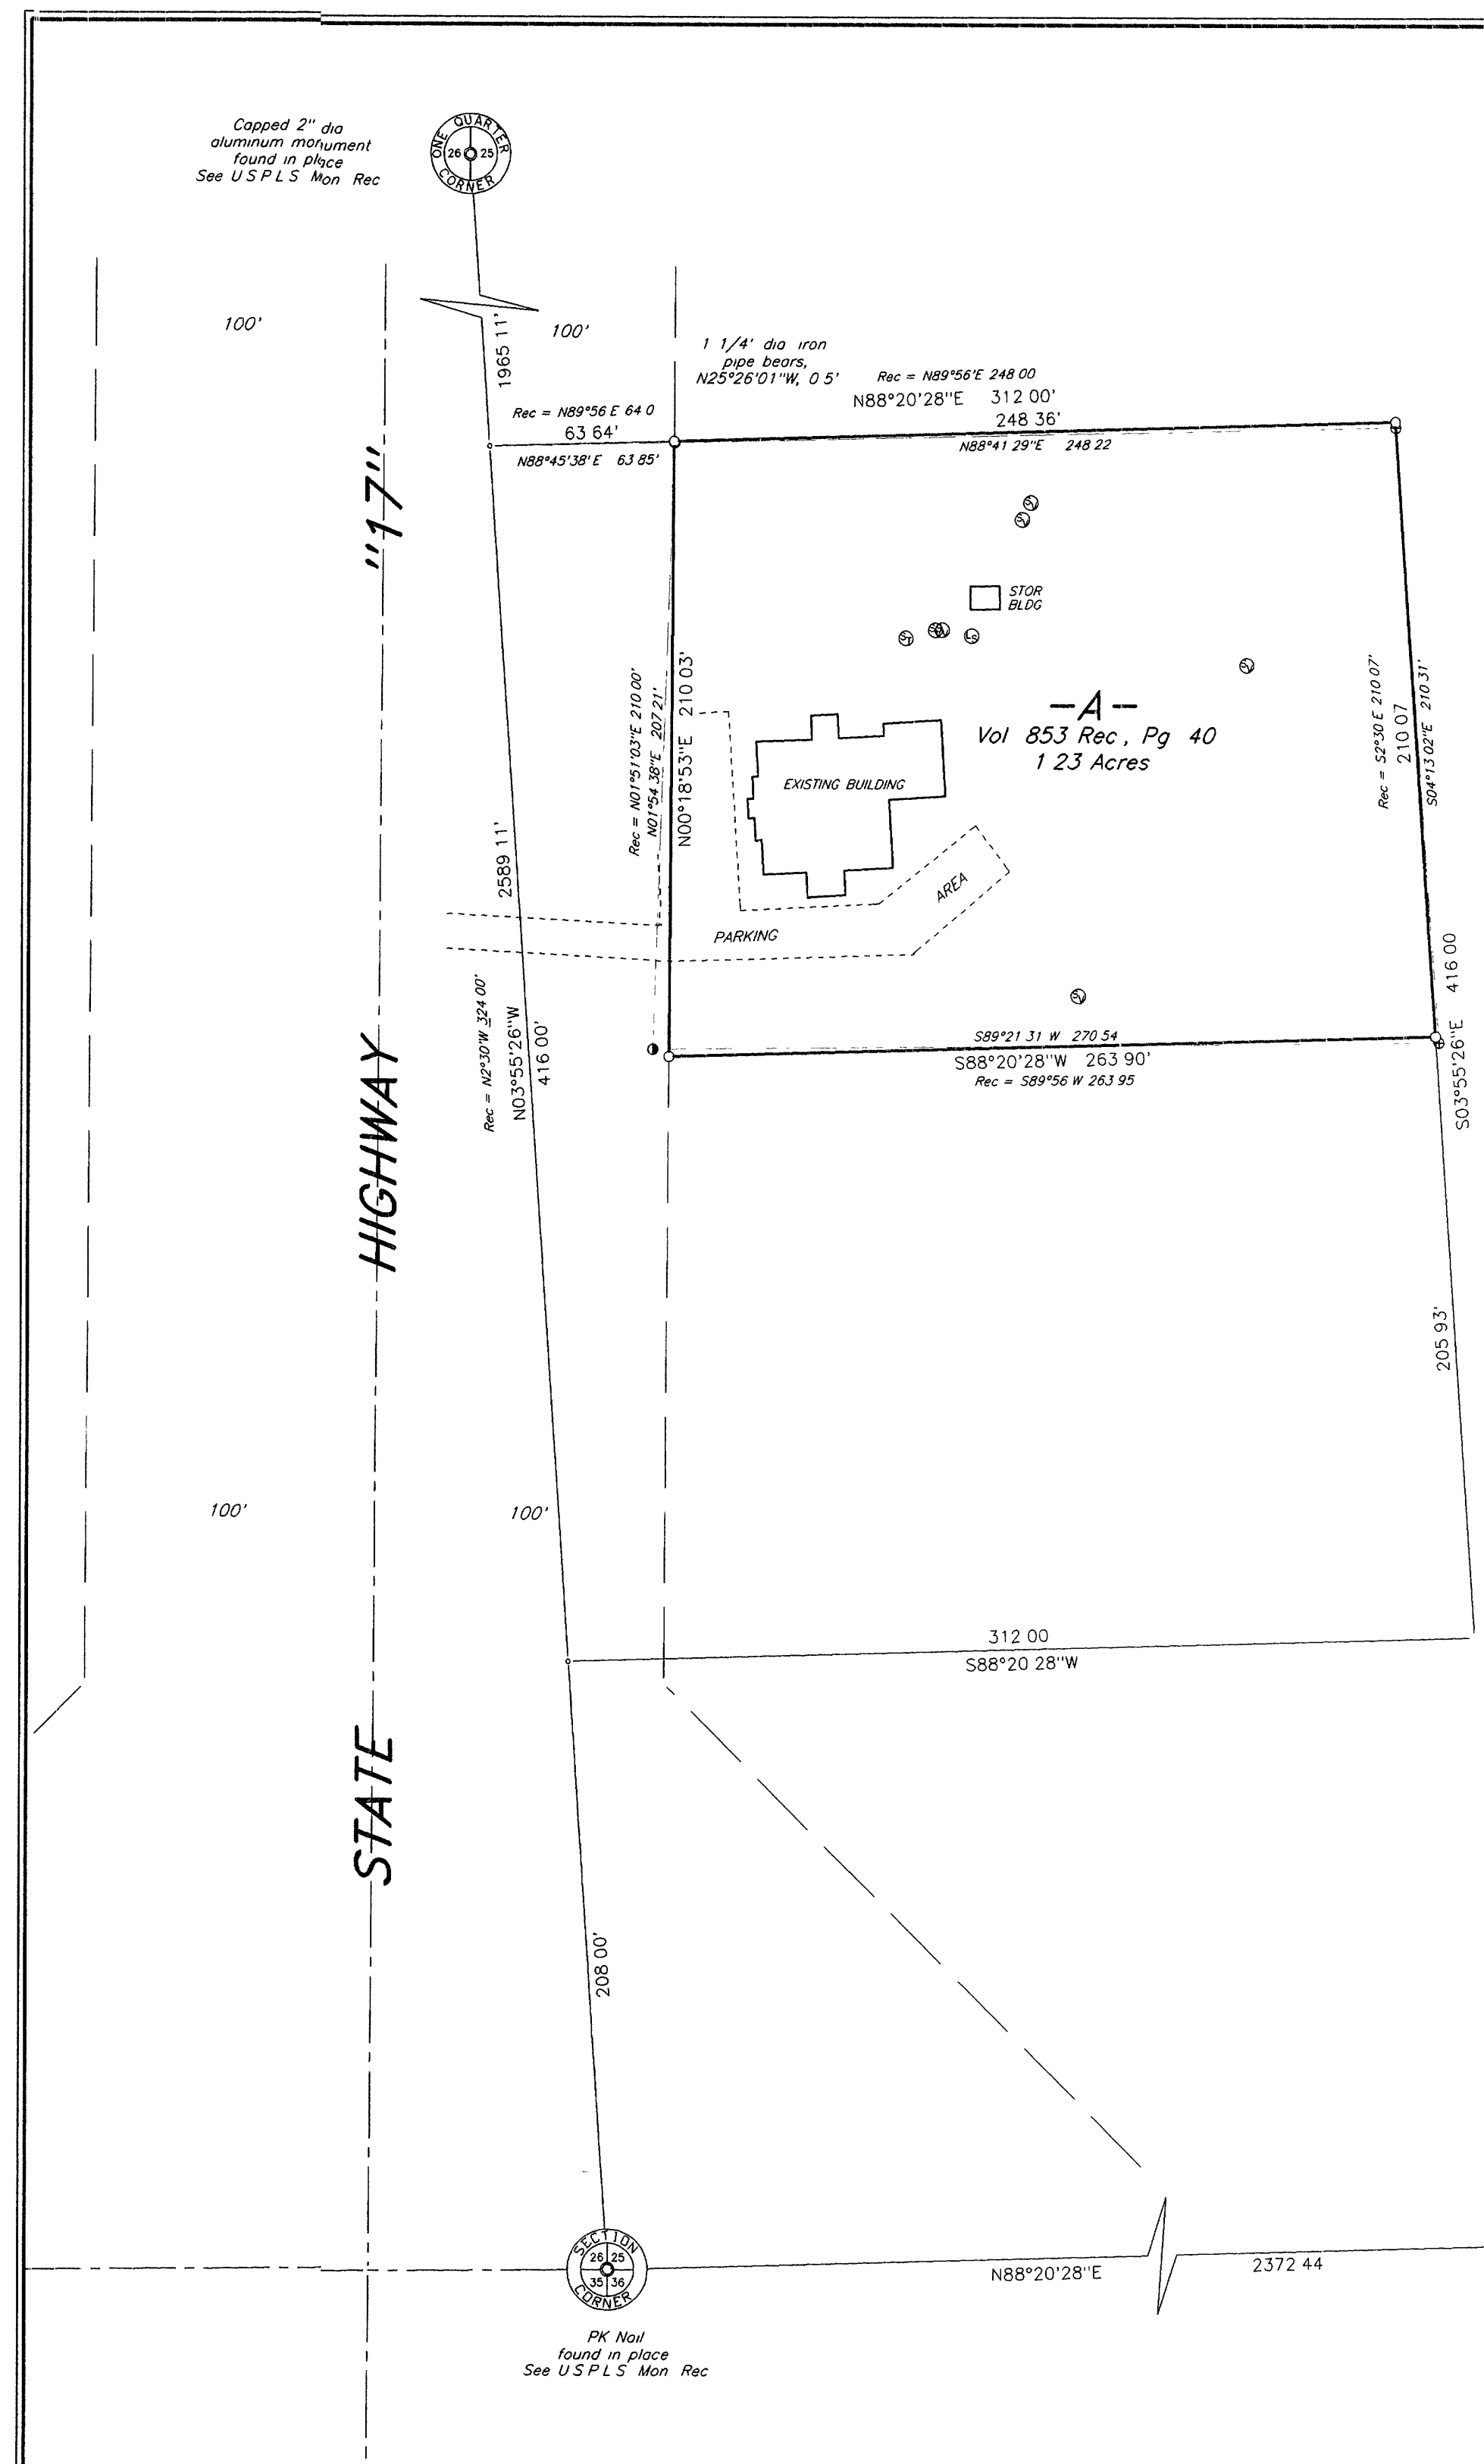 Capped 2" dia
aluminum monument
found in place
See U S P L S Mon Rec
ONE QUARTER
26 25
CORNER
100'
100'
1965 11'
1 1/4' dia iron
pipe bears,
N25°26'01"W, 0 5'
Rec = N89°56'E 248 00
N88°20'28"E 312 00'
248 36'
N88°41 29"E 248 22
Rec = N89°56 E 64 0
63 64'
N88°45'38'E 63 85'
"17"
SV
SV
STOR
BLDG
ST
LS
SV
Rec = N01°51'03"E 210 00'
N01°54 38"E 207 21'
N00°18'53"E 210 03'
-A-
Vol 853 Rec , Pg 40
1 23 Acres
Rec = S2°30 E 210 07'
210 07
S04°13 02"E 210 31'
EXISTING BUILDING
2589 11'
AREA
PARKING
SV
Rec = N2°30'W 324 00'
N03°55'26"W
416 00'
S89°21 31 W 270 54
S88°20'28"W 263 90'
Rec = S89°56 W 263 95
S03°55'26"E 416 00
HIGHWAY
205 93'
100'
100'
312 00
S88°20 28"W
STATE
208 00'
SECTION
26 25
35 36
CORNER
N88°20'28"E
2372 44
PK Nail
found in place
See U S P L S Mon Rec